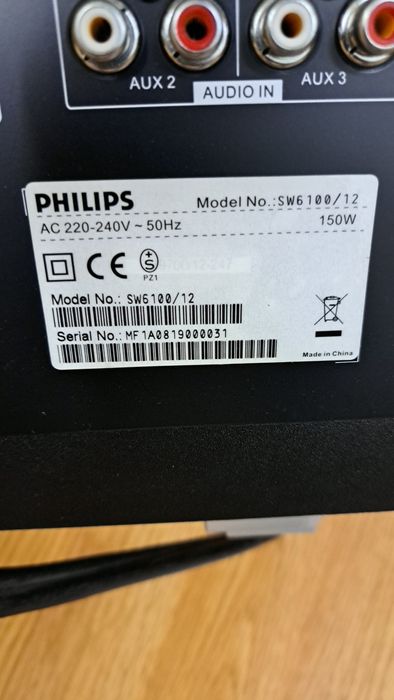 AUX 2
AUX 3
AUDIO IN
PHILIPS
Model No.:SW6100/12
AC 220-240V ~ 50Hz
150W
CE
S
PZ1
Model No.: SW6100/12
Serial No.: MF1A0819000031
Made in China